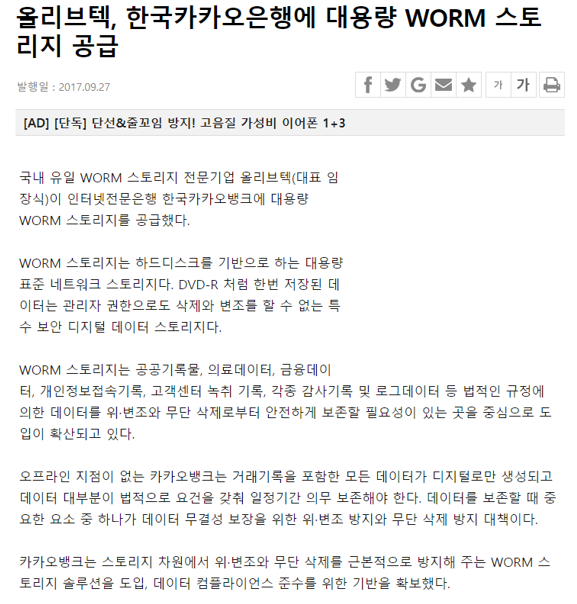 올리브텍, 한국카카오은행에 대용량 WORM 스토
리지 공급
발행일 : 2017.09.27
가 가
[AD] [단독] 단선&줄꼬임 방지! 고음질 가성비 이어폰 1+3
국내 유일 WORM 스토리지 전문기업 올리브텍(대표 임
장식)이 인터넷전문은행 한국카카오뱅크에 대용량
WORM 스토리지를 공급했다.
WORM 스토리지는 하드디스크를 기반으로 하는 대용량
표준 네트워크 스토리지다. DVD-R 처럼 한번 저장된 데
이터는 관리자 권한으로도 삭제와 변조를 할 수 없는 특
수 보안 디지털 데이터 스토리지다.
WORM 스토리지는 공공기록물, 의료데이터, 금융데이
터, 개인정보접속기록, 고객센터 녹취 기록, 각종 감사기록 및 로그데이터 등 법적인 규정에
의한 데이터를 위·변조와 무단 삭제로부터 안전하게 보존할 필요성이 있는 곳을 중심으로 도
입이 확산되고 있다.
오프라인 지점이 없는 카카오뱅크는 거래기록을 포함한 모든 데이터가 디지털로만 생성되고
데이터 대부분이 법적으로 요건을 갖춰 일정기간 의무 보존해야 한다. 데이터를 보존할 때 중
요한 요소 중 하나가 데이터 무결성 보장을 위한 위·변조 방지와 무단 삭제 방지 대책이다.
카카오뱅크는 스토리지 차원에서 위·변조와 무단 삭제를 근본적으로 방지해 주는 WORM 스
토리지 솔루션을 도입, 데이터 컴플라이언스 준수를 위한 기반을 확보했다.